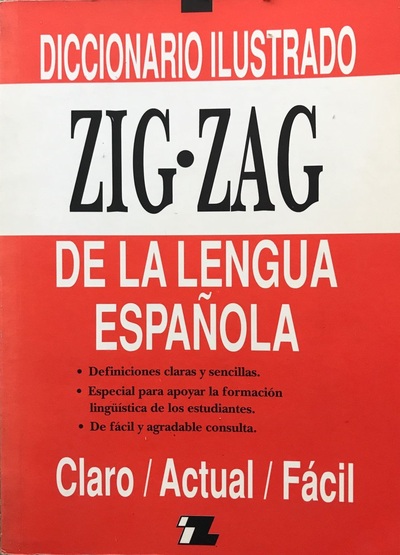 DICCIONARIO ILUSTRADO
ZIG·ZAG
DE LA LENGUA
ESPAÑOLA
• Definiciones claras y sencillas.
• Especial para apoyar la formación
lingüística de los estudiantes.
• De fácil y agradable consulta.
Claro / Actual / Fácil
iZ